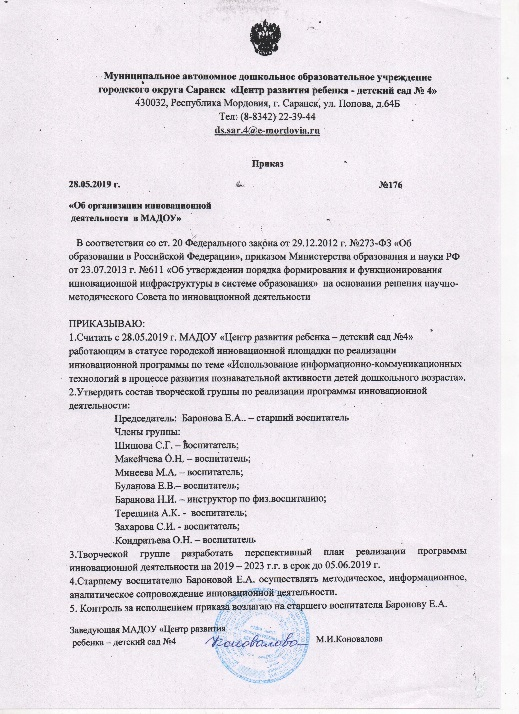 Муниципальное автономное дошкольное образовательное учреждение
городского округа Саранск «Центр развития ребенка - детский сад № 4»
430032, Республика Мордовия, г. Саранск, ул. Попова, д.64Б
Тел: (8-8342) 22-39-44
ds.sar.4@e-mordovia.ru
Приказ
28.05.2019 г. №176
«Об организации инновационной
деятельности в МАДОУ»
В соответствии со ст. 20 Федерального закона от 29.12.2012 г. №273-ФЗ «Об
образовании в Российской Федерации», приказом Министерства образования и науки РФ
от 23.07.2013 г. №611 «Об утверждении порядка формирования и функционирования
инновационной инфраструктуры в системе образования» на основании решения научно-
методического Совета по инновационной деятельности
ПРИКАЗЫВАЮ:
1.Считать с 28.05.2019 г. МАДОУ «Центр развития ребенка – детский сад №4»
работающим в статусе городской инновационной площадки по реализации
инновационной программы по теме «Использование информационно-коммуникационных
технологий в процессе развития познавательной активности детей дошкольного возраста».
2.Утвердить состав творческой группы по реализации программы инновационной
деятельности:
Председатель: Баронова Е.А.. – старший воспитатель
Члены группы:
Шишова С.Г. – воспитатель;
Макейчева О.Н. – воспитатель;
Минеева М.А. – воспитатель;
Буланова Е.В.– воспитатель;
Баранова Н.И. – инструктор по физ.воспитанию;
Терешина А.К. - воспитатель;
Захарова С.И. - воспитатель;
Кондратьева О.Н. – воспитатель
3.Творческой группе разработать перспективный план реализации программы
инновационной деятельности на 2019 – 2023 г.г. в срок до 05.06.2019 г.
4.Старшему воспитателю Бароновой Е.А. осуществлять методическое, информационное,
аналитическое сопровождение инновационной деятельности.
5. Контроль за исполнением приказа возлагаю на старшего воспитателя Баронову Е.А.
Заведующая МАДОУ «Центр развития
ребенка – детский сад №4 Коновалова М.И.Коновалова